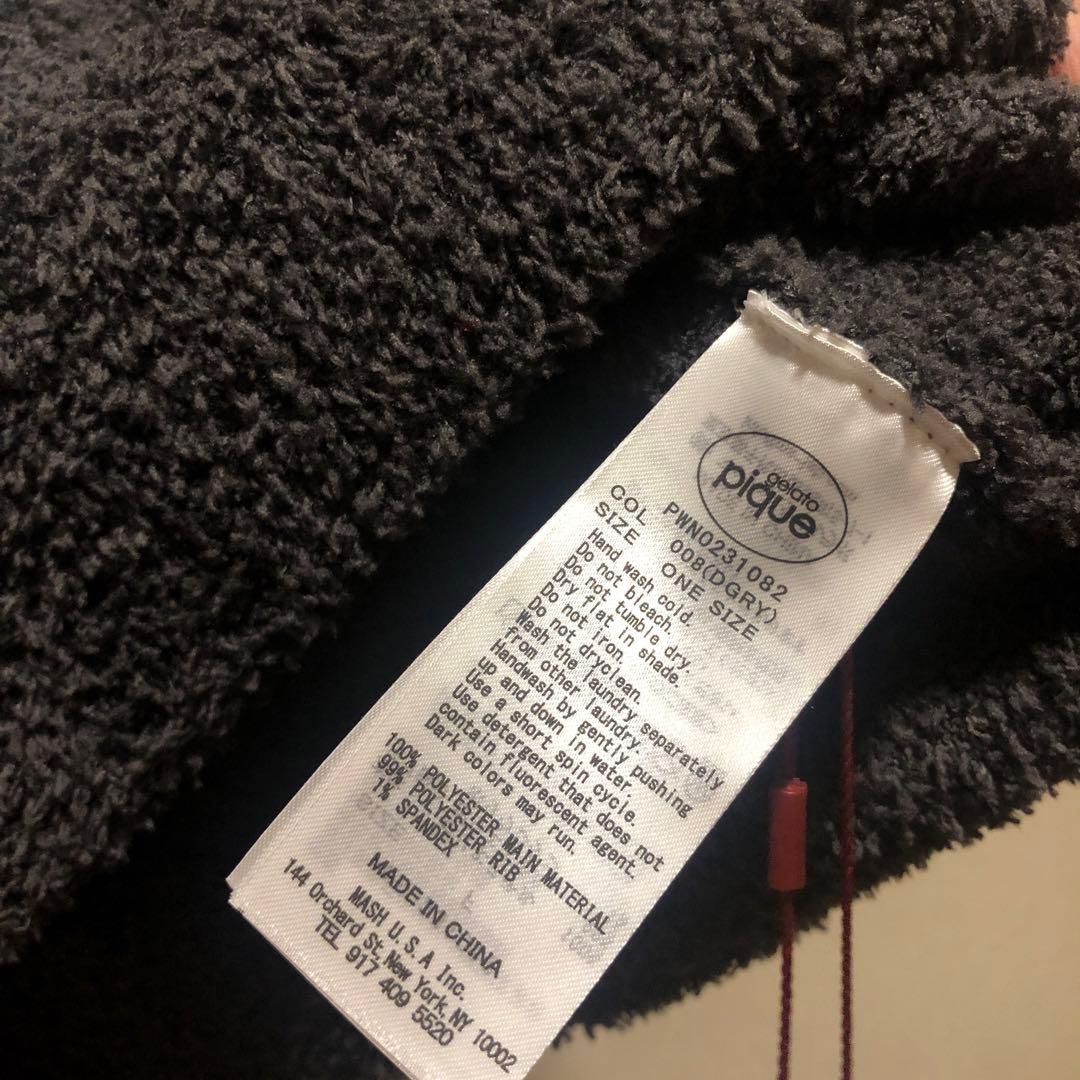 gelato
pique
PWN0231082
COL 008(DGRY)
SIZE ONE SIZE
Hand wash cold.
Do not bleach.
Do not tumble dry.
Dry flat in shade.
Do not iron.
Do not dryclean.
Wash the laundry separately
from other laundry.
Handwash by gently pushing
up and down in water.
Use a short spin cycle.
Use detergent that does not
contain fluorescent agent.
Dark colors may run.
100% POLYESTER MAIN MATERIAL
99% POLYESTER RIB
1% SPANDEX
MADE IN CHINA
MASH U.S.A Inc.
144 Orchard St, New York, NY 10002
TEL 917 409 5520